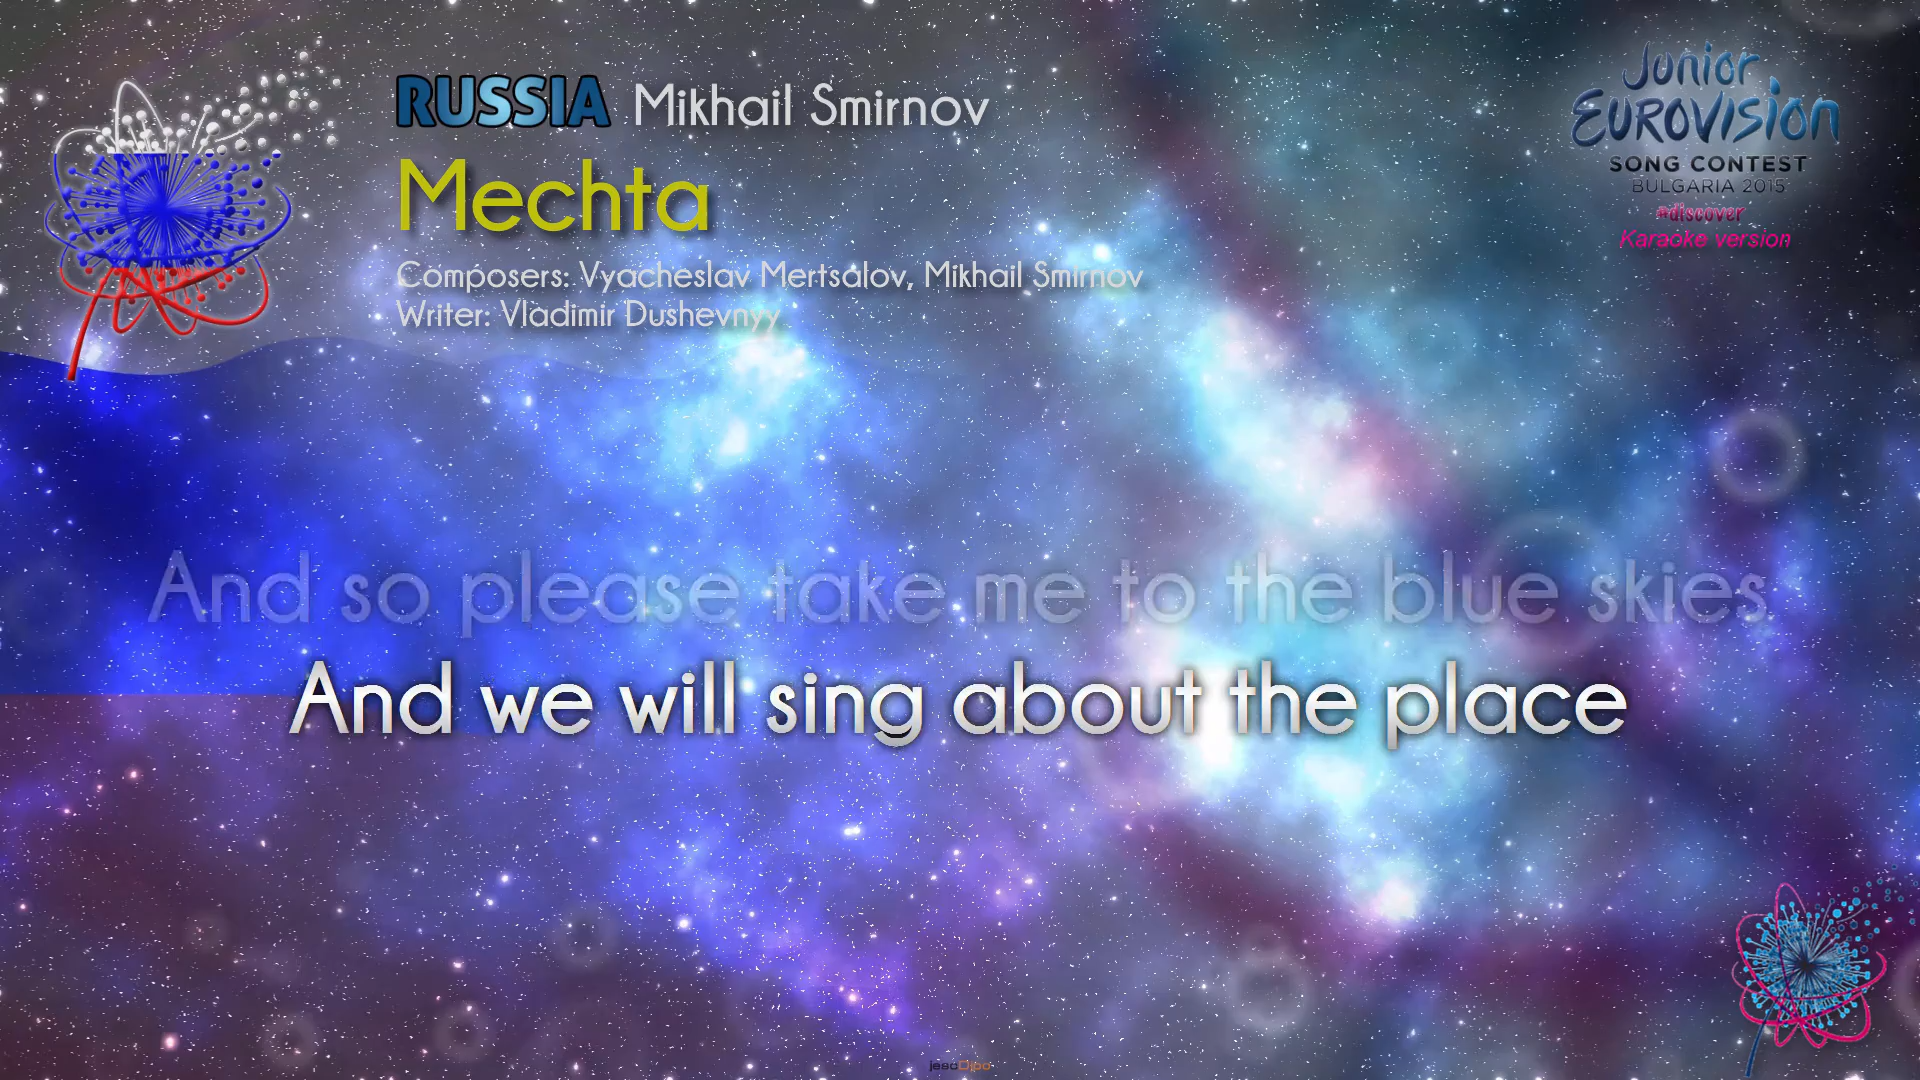 RUSSIA Mikhail Smirnov
Mechta
Composers: Vyacheslav Mertsalov, Mikhail Smirnov
Writer: Vladimir Dushevnyy
Junior
EUROVISION
SONG CONTEST
BULGARIA 2015
#discover
Karaoke version
And so please take me to the blue skies
And we will sing about the place